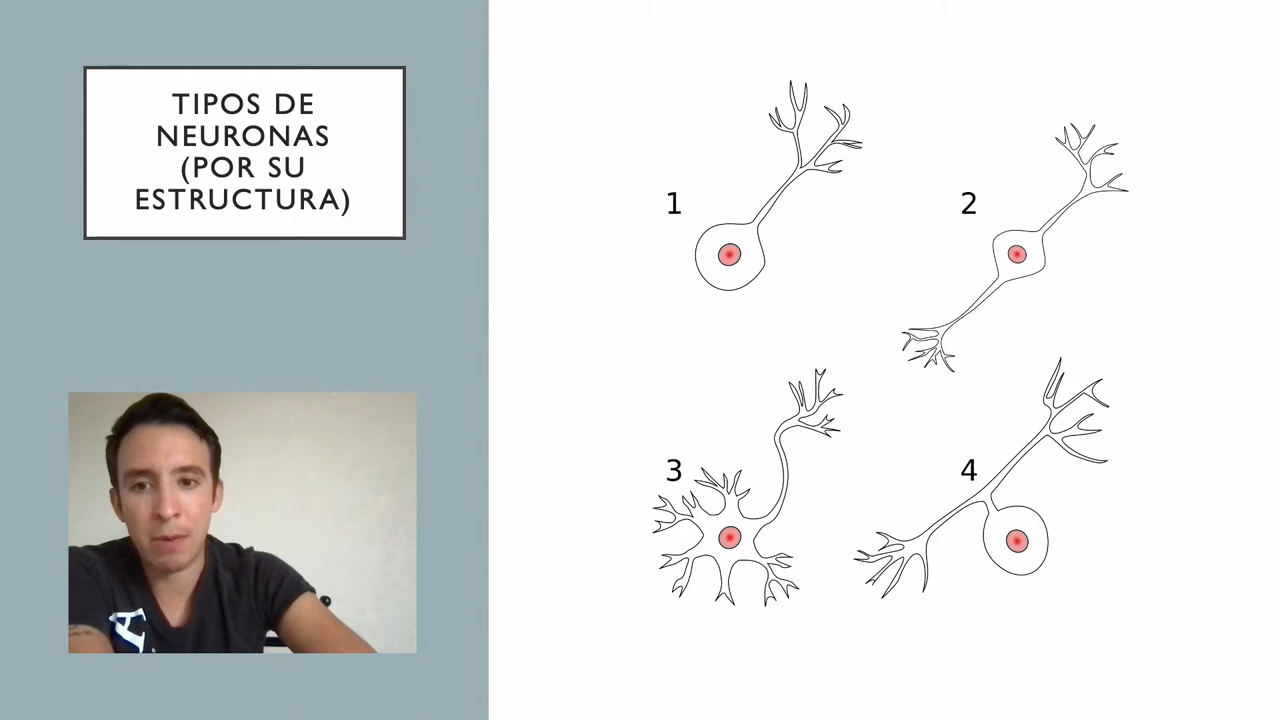 TIPOS DE
NEURONAS
(POR SU
ESTRUCTURA)
1
2
3
4